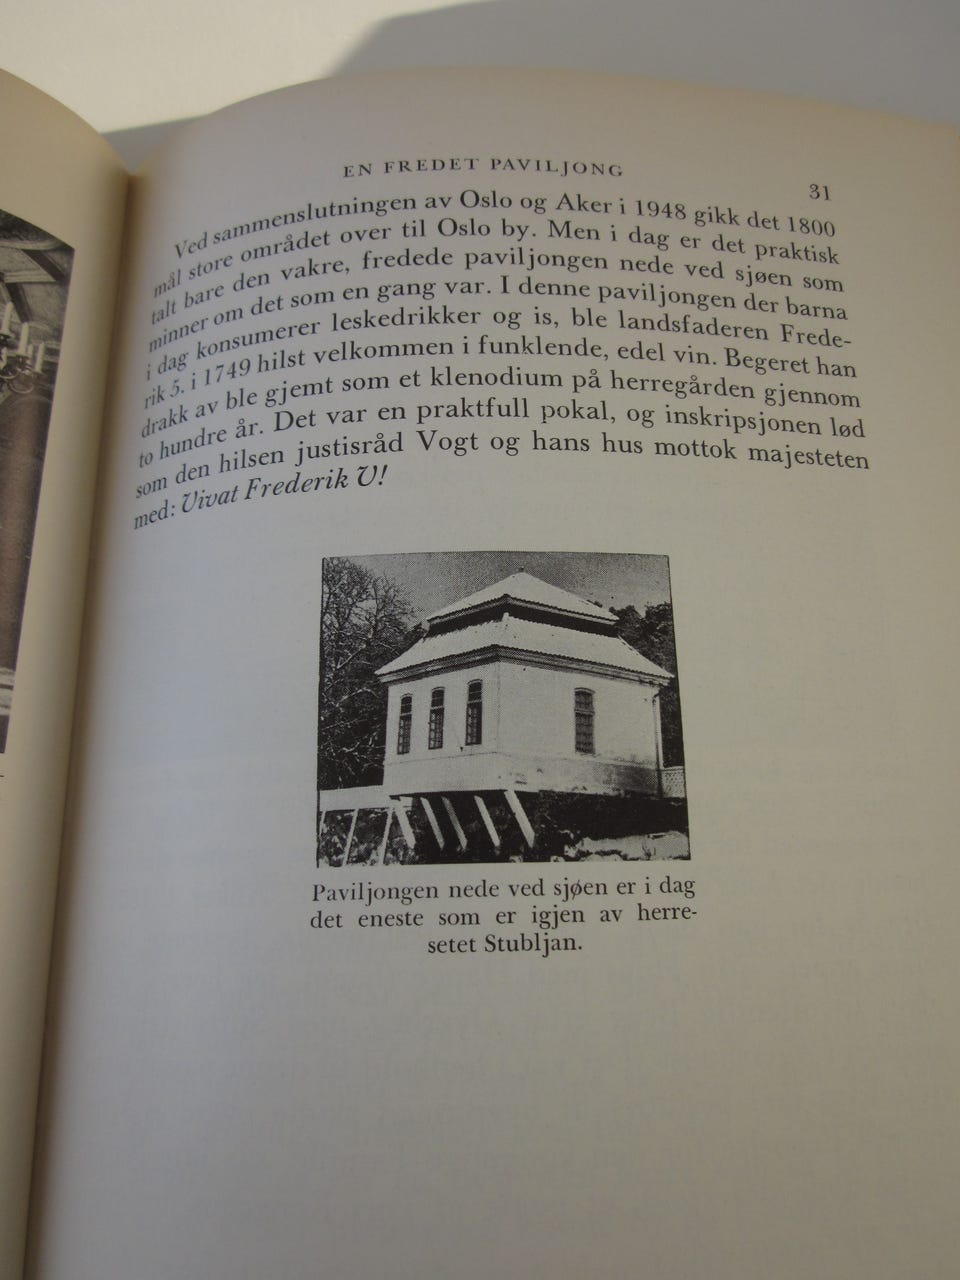 EN FREDET PAVILJONG
31
Ved sammenslutningen av Oslo og Aker i 1948 gikk det 1800
mål store området over til Oslo by. Men i dag er det praktisk
talt bare den vakre, fredede paviljongen nede ved sjøen som
minner om det som en gang var. I denne paviljongen der barna
i dag konsumerer leskedrikker og is, ble landsfaderen Frede-
rik 5. i 1749 hilst velkommen i funklende, edel vin. Begeret han
drakk av ble gjemt som et klenodium på herregården gjennom
to hundre år. Det var en praktfull pokal, og inskripsjonen lød
som den hilsen justisråd Vogt og hans hus mottok majesteten
med: Vivat Frederik V!
Paviljongen nede ved sjøen er i dag
det eneste som er igjen av herre-
setet Stubljan.